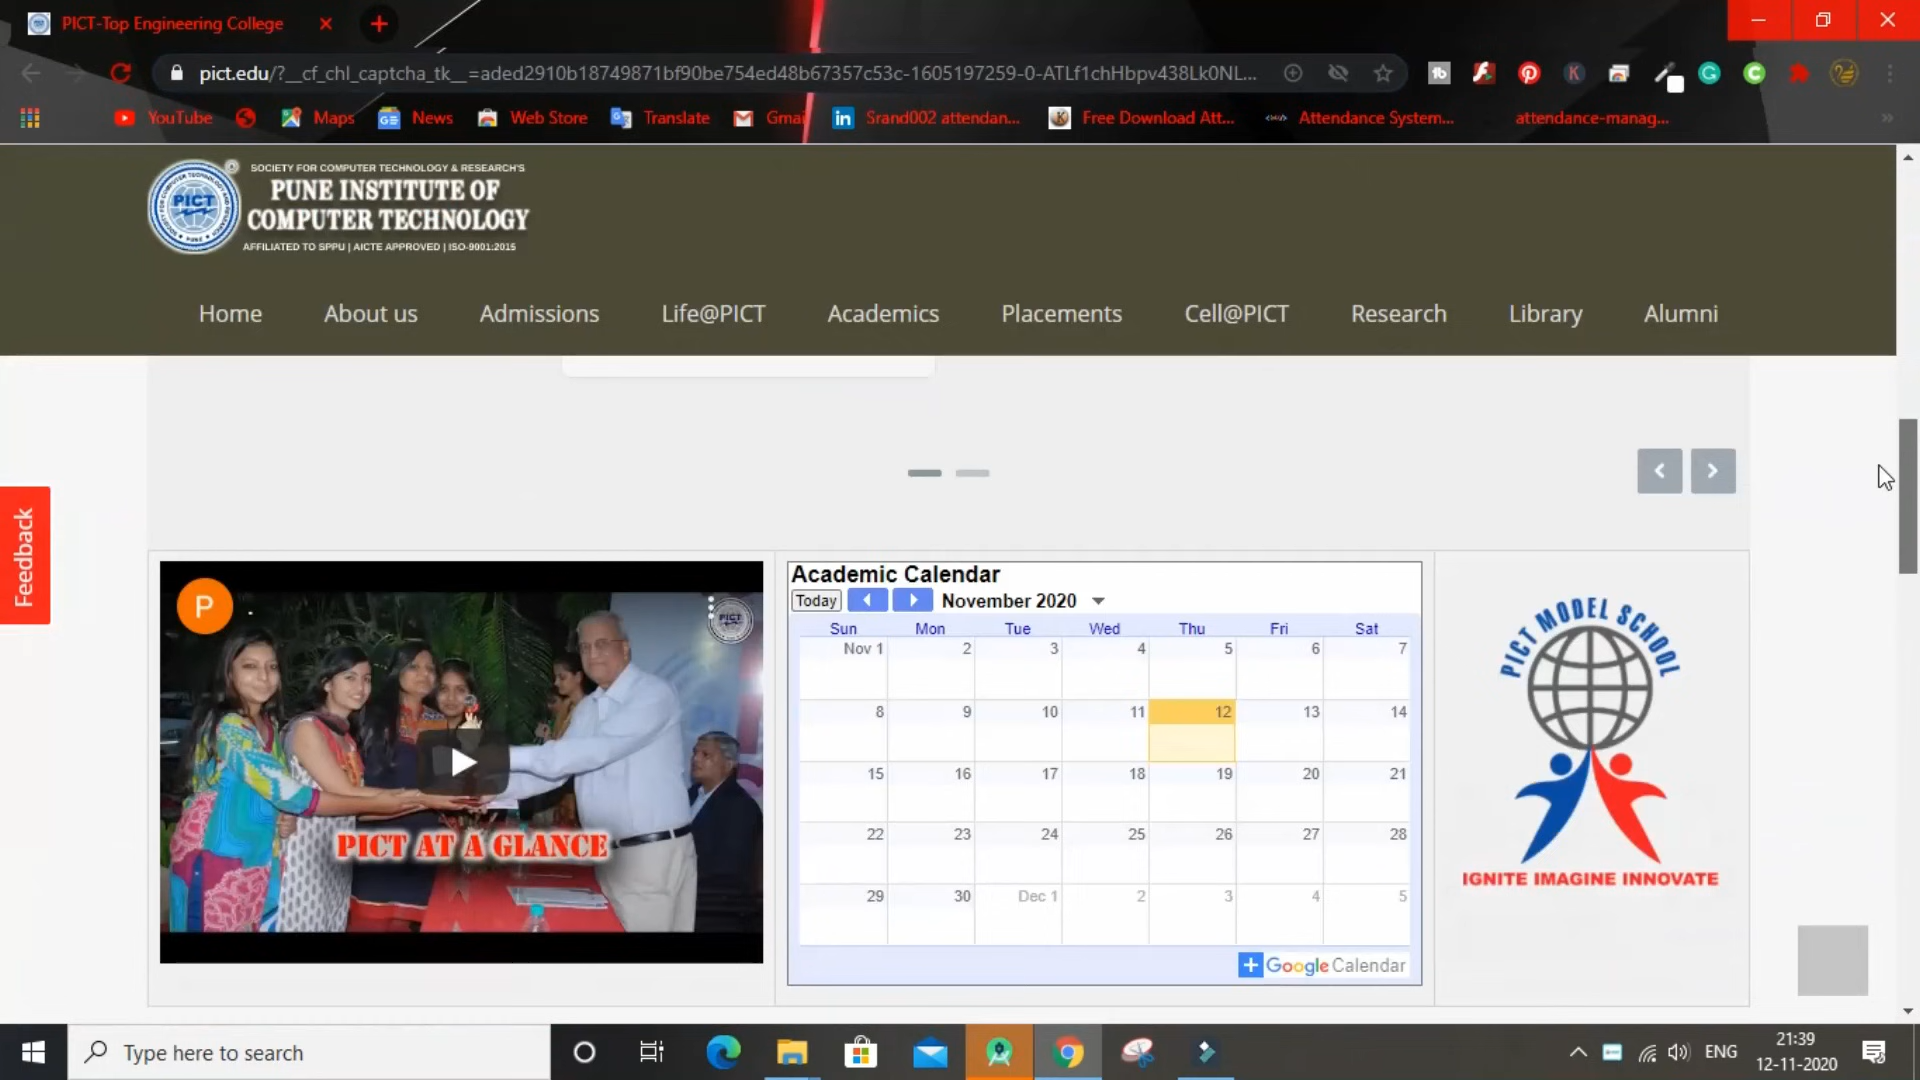 PICT-Top Engineering College
pict.edu/?__cf_chl_captcha_tk__=aded2910b18749871bf90be754ed48b67357c53c-1605197259-0-ATLf1chHbpv438Lk0NL...
YouTube
Maps
News
Web Store
Translate
Gmai
Srand002 attendan...
Free Download Att...
Attendance System...
attendance-manag...
SOCIETY FOR COMPUTER TECHNOLOGY & RESEARCH'S
PUNE INSTITUTE OF
COMPUTER TECHNOLOGY
AFFILIATED TO SPPU | AICTE APPROVED | ISO-9001:2015
PICT
Home About us Admissions Life@PICT Academics Placements Cell@PICT Research Library Alumni
Feedback
P .
PICT
PICT AT A GLANCE
Academic Calendar
Today November 2020
Sun Mon Tue Wed Thu Fri Sat
Nov 1 2 3 4 5 6 7
8 9 10 11 12 13 14
15 16 17 18 19 20 21
22 23 24 25 26 27 28
29 30 Dec 1 2 3 4 5
Google Calendar
PICT MODEL SCHOOL
IGNITE IMAGINE INNOVATE
Type here to search
ENG
21:39
12-11-2020